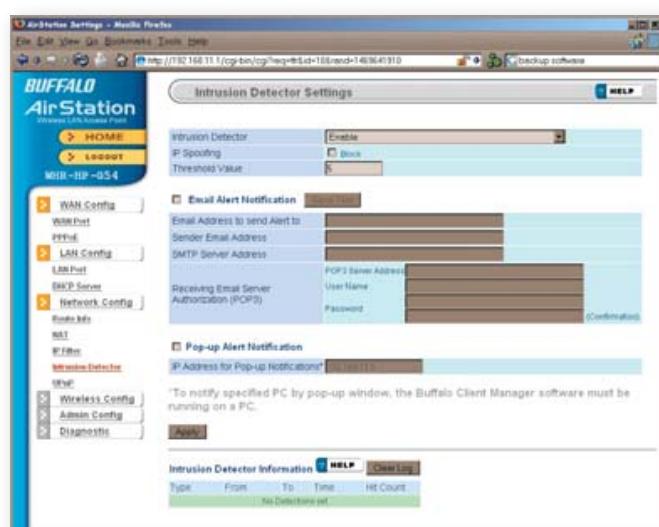 AirStation Settings - Mozilla Firefox
File Edit View Go Bookmarks Tools Help
backup software
BUFFALO
AirStation
Wireless LAN Access Point
HOME
LOGOUT
WHR-HP-G54
WAN Config
WAN Port
PPPoE
LAN Config
LAN Port
DHCP Server
Network Config
Route Info
NAT
IP Filter
Intrusion Detector
UPnP
Wireless Config
Admin Config
Diagnostic
Intrusion Detector Settings
HELP
Intrusion Detector Enable
IP Spoofing Block
Threshold Value 5
Email Alert Notification
Email Address to send Alert to
Sender Email Address
SMTP Server Address
Receiving Email Server Authorization (POP3)
POP3 Server Address
User Name
Password
(Confirmation)
Pop-up Alert Notification
IP Address for Pop-up Notifications*
*To notify specified PC by pop-up window, the Buffalo Client Manager software must be
running on a PC.
Apply
Intrusion Detector Information HELP Clear Log
Type From To Time Hit Count
No Detections yet